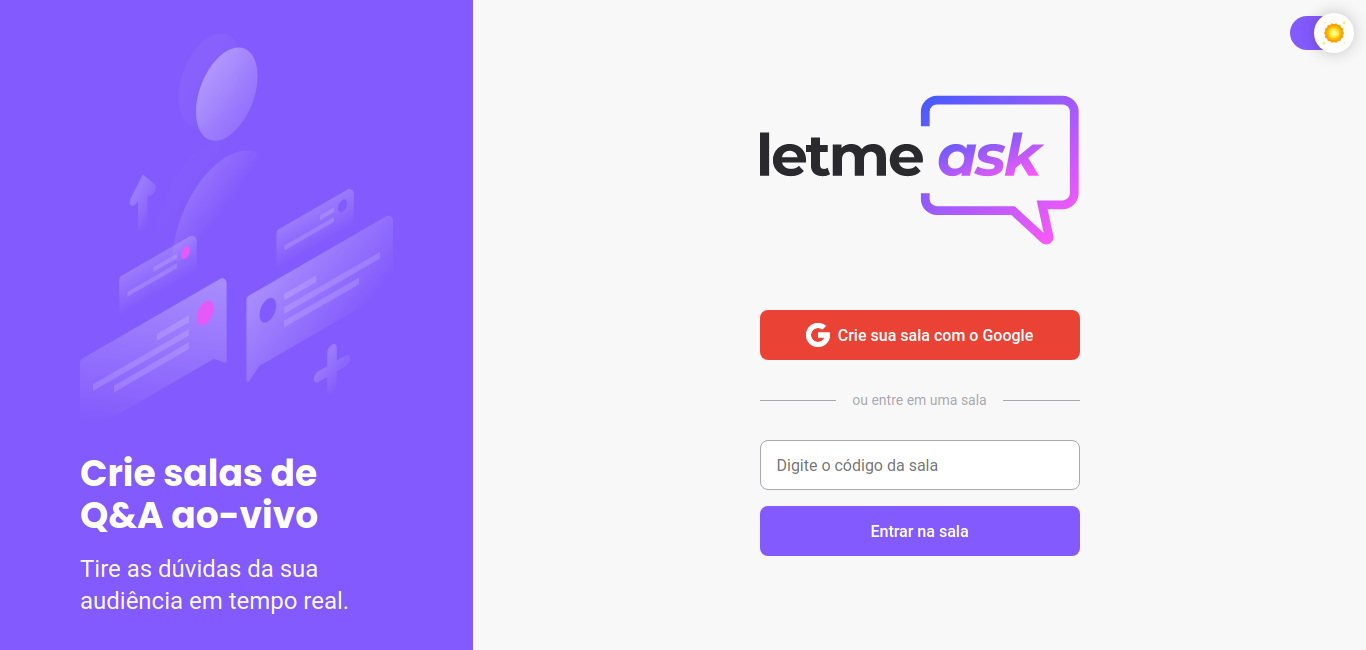 Crie salas de
Q&A ao-vivo
Tire as dúvidas da sua
audiência em tempo real.
letme ask
Crie sua sala com o Google
ou entre em uma sala
Digite o código da sala
Entrar na sala